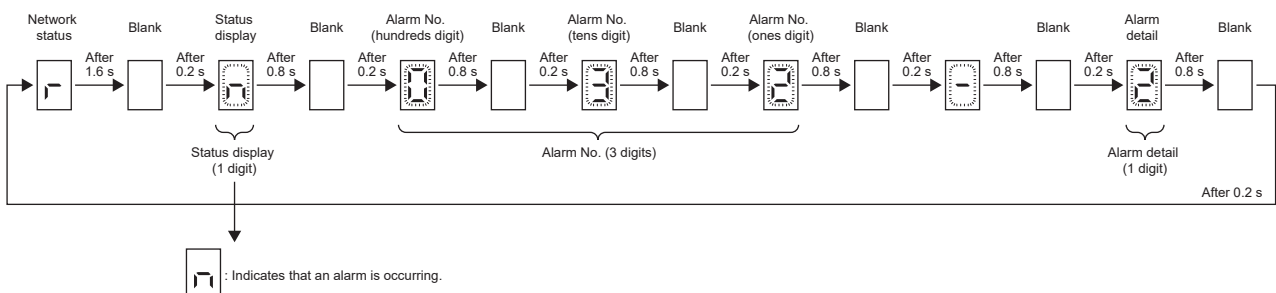 Network
status
Blank
Status
display
Blank
Alarm No.
(hundreds digit)
Blank
Alarm No.
(tens digit)
Blank
Alarm No.
(ones digit)
Blank
Blank
Alarm
detail
Blank
r
After
1.6 s
After
0.2 s
n
After
0.8 s
After
0.2 s
0
After
0.8 s
After
0.2 s
3
After
0.8 s
After
0.2 s
2
After
0.8 s
After
0.2 s
-
After
0.8 s
After
0.2 s
2
After
0.8 s
Status display
(1 digit)
Alarm No. (3 digits)
Alarm detail
(1 digit)
After 0.2 s
n : Indicates that an alarm is occurring.